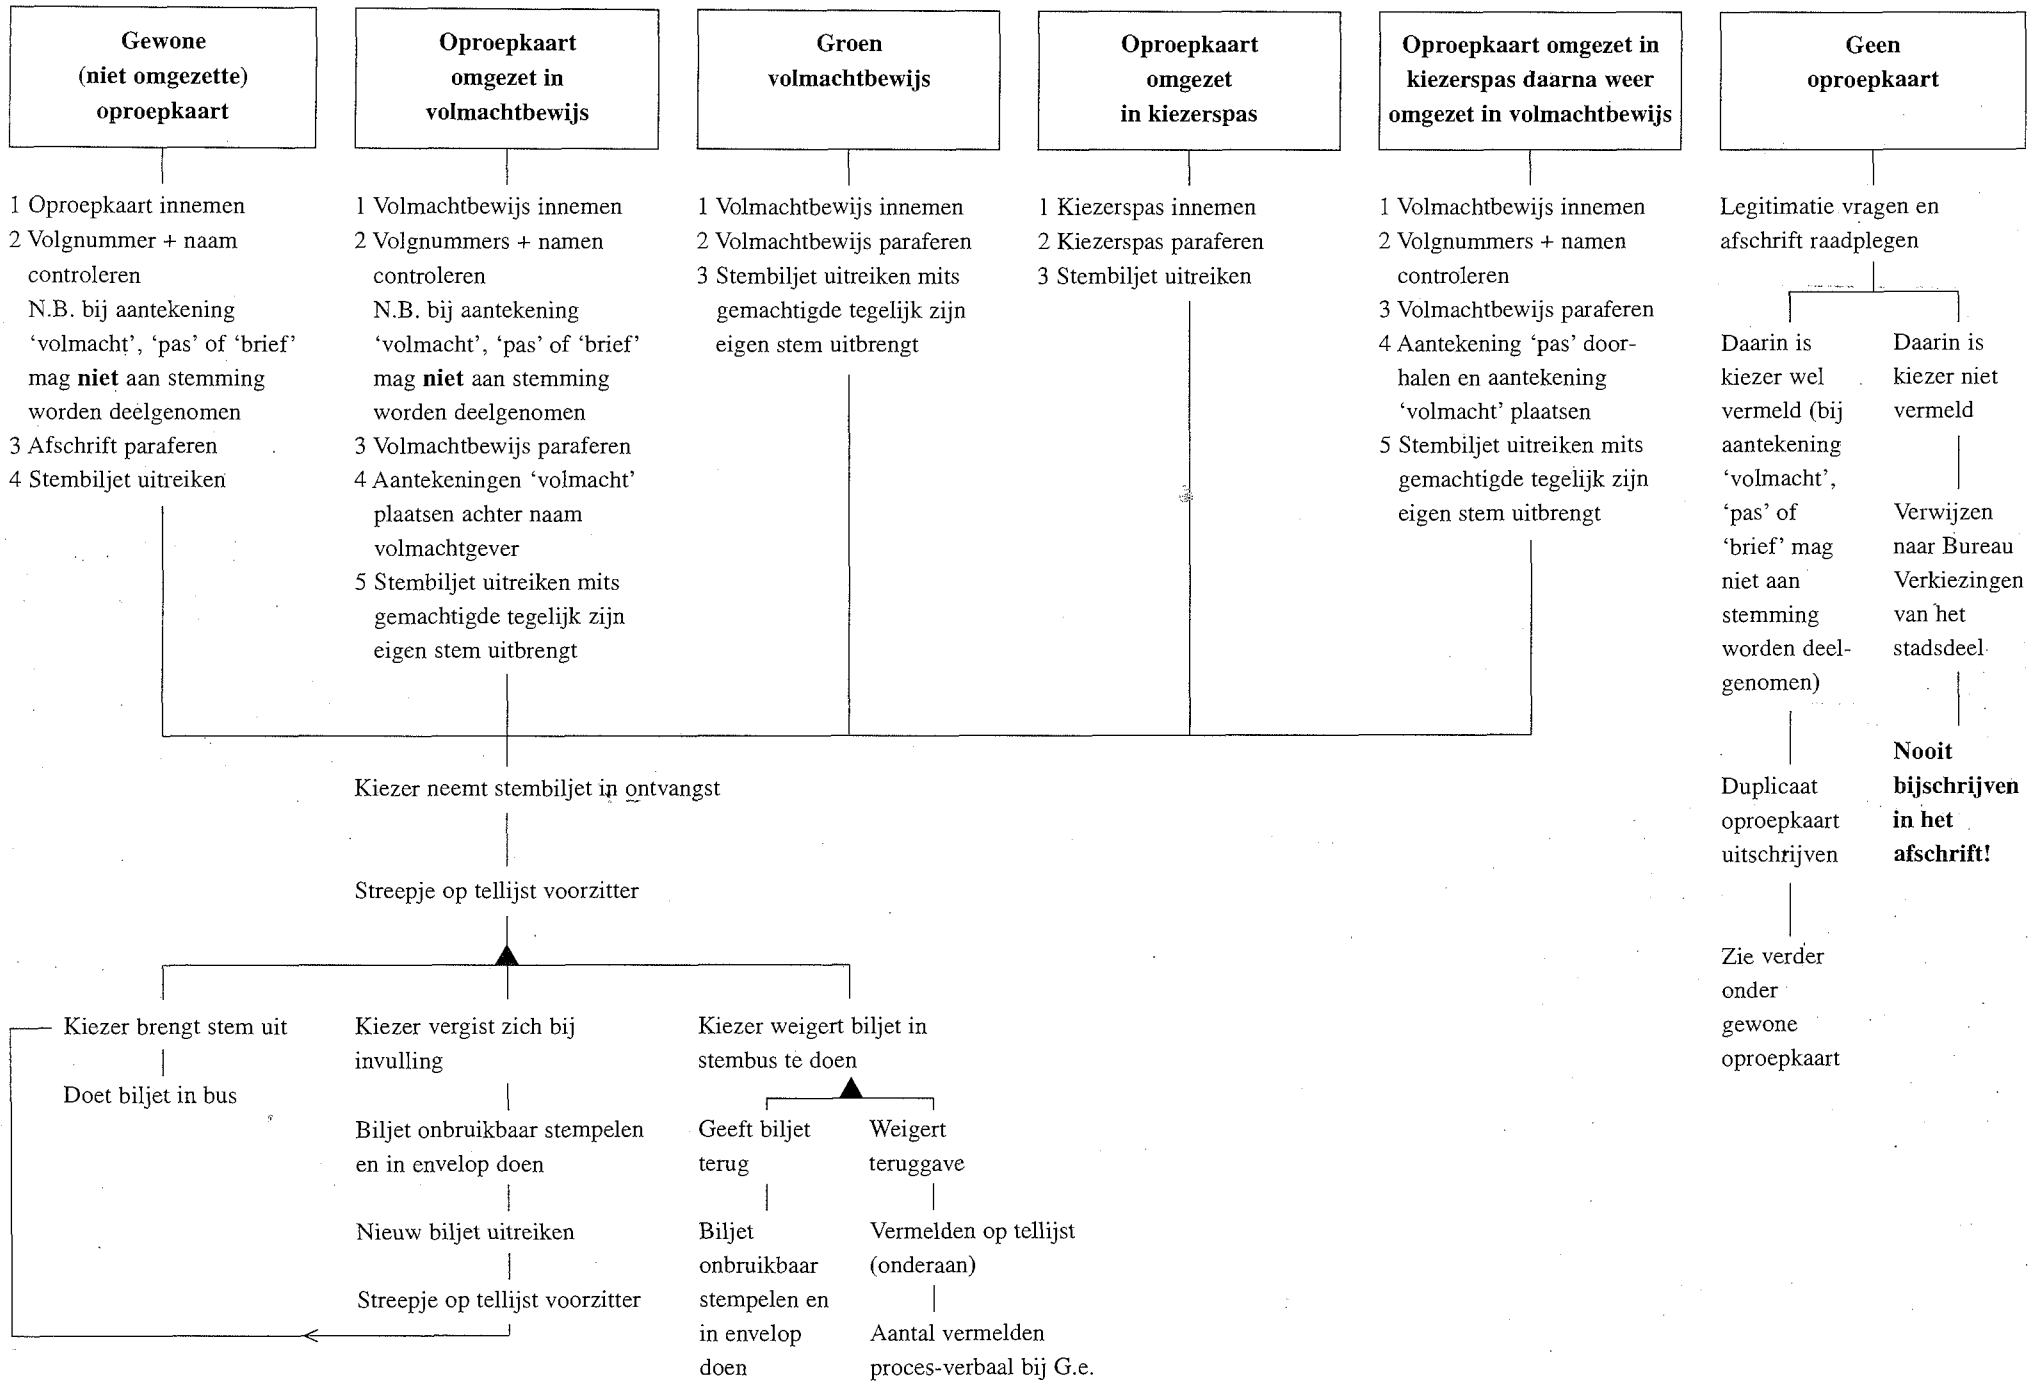 Gewone
(niet omgezette)
oproepkaart
1 Oproepkaart innemen
2 Volgnummer + naam
controleren
N.B. bij aantekening
‘volmacht’, ‘pas’ of ‘brief’
mag niet aan stemming
worden deelgenomen
3 Afschrift paraferen
4 Stembiljet uitreiken
Oproepkaart
omgezet in
volmachtbewijs
1 Volmachtbewijs innemen
2 Volgnummers + namen
controleren
N.B. bij aantekening
‘volmacht’, ‘pas’ of ‘brief’
mag niet aan stemming
worden deelgenomen
3 Volmachtbewijs paraferen
4 Aantekeningen ‘volmacht’
plaatsen achter naam
volmachtgever
5 Stembiljet uitreiken mits
gemachtigde tegelijk zijn
eigen stem uitbrengt
Groen
volmachtbewijs
1 Volmachtbewijs innemen
2 Volmachtbewijs paraferen
3 Stembiljet uitreiken mits
gemachtigde tegelijk zijn
eigen stem uitbrengt
Oproepkaart
omgezet
in kiezerspas
1 Kiezerspas innemen
2 Kiezerspas paraferen
3 Stembiljet uitreiken
Oproepkaart omgezet in
kiezerspas daarna weer
omgezet in volmachtbewijs
1 Volmachtbewijs innemen
2 Volgnummers + namen
controleren
3 Volmachtbewijs paraferen
4 Aantekening ‘pas’ door-
halen en aantekening
‘volmacht’ plaatsen
5 Stembiljet uitreiken mits
gemachtigde tegelijk zijn
eigen stem uitbrengt
Geen
oproepkaart
Legitimatie vragen en
afschrift raadplegen
Daarin is
kiezer wel
vermeld (bij
aantekening
‘volmacht’,
‘pas’ of
‘brief’ mag
niet aan
stemming
worden deel-
genomen)
Duplicaat
oproepkaart
uitschrijven
Zie verder
onder
gewone
oproepkaart
Daarin is
kiezer niet
vermeld
Verwijzen
naar Bureau
Verkiezingen
van het
stadsdeel
Nooit
bijschrijven
in het
afschrift!
Kiezer neemt stembiljet in ontvangst
Streepje op tellijst voorzitter
Kiezer brengt stem uit
Doet biljet in bus
Kiezer vergist zich bij
invulling
Biljet onbruikbaar stempelen
en in envelop doen
Nieuw biljet uitreiken
Streepje op tellijst voorzitter
Kiezer weigert biljet in
stembus te doen
Geeft biljet
terug
Biljet
onbruikbaar
stempelen en
in envelop
doen
Weigert
teruggave
Vermelden op tellijst
(onderaan)
Aantal vermelden
proces-verbaal bij G.e.